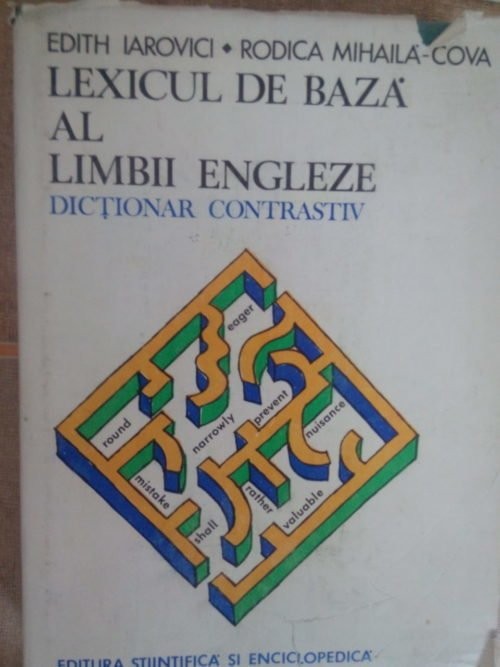 EDITH IAROVICI • RODICA MIHAILĂ-COVA
LEXICUL DE BAZĂ
AL
LIMBII ENGLEZE
DICȚIONAR CONTRASTIV
eager
round
narrowly
prevent
nuisance
mistake
shall
rather
valuable
EDITURA ȘTIINȚIFICĂ ȘI ENCICLOPEDICĂ